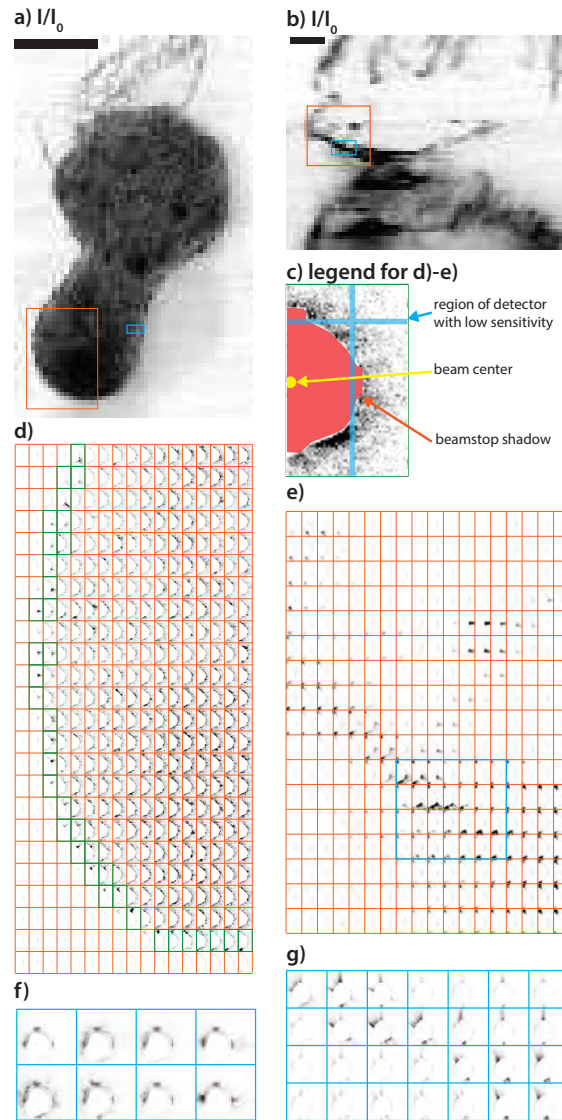 a) I/I0
b) I/I0
c) legend for d)-e)
region of detector
with low sensitivity
beam center
beamstop shadow
d)
e)
f)
g)